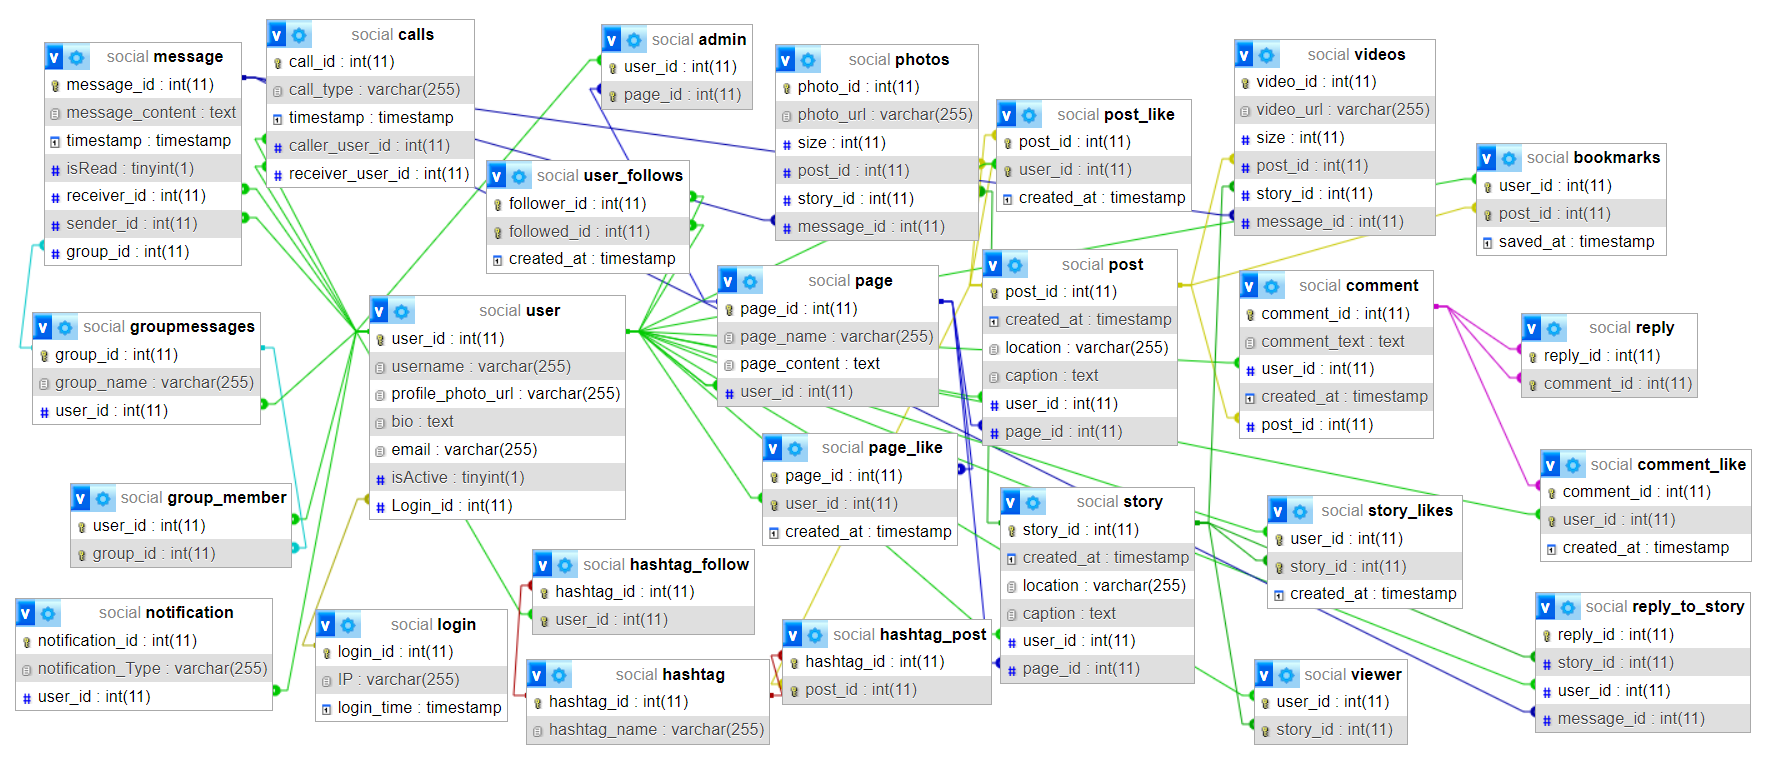 social message
message_id : int(11)
message_content : text
timestamp : timestamp
isRead : tinyint(1)
receiver_id : int(11)
sender_id : int(11)
group_id : int(11)
social calls
call_id : int(11)
call_type : varchar(255)
timestamp : timestamp
caller_user_id : int(11)
receiver_user_id : int(11)
social admin
user_id : int(11)
page_id : int(11)
social user_follows
follower_id : int(11)
followed_id : int(11)
created_at : timestamp
social photos
photo_id : int(11)
photo_url : varchar(255)
size : int(11)
post_id : int(11)
story_id : int(11)
message_id : int(11)
social post_like
post_id : int(11)
user_id : int(11)
created_at : timestamp
social videos
video_id : int(11)
video_url : varchar(255)
size : int(11)
post_id : int(11)
story_id : int(11)
message_id : int(11)
social bookmarks
user_id : int(11)
post_id : int(11)
saved_at : timestamp
social groupmessages
group_id : int(11)
group_name : varchar(255)
user_id : int(11)
social user
user_id : int(11)
username : varchar(255)
profile_photo_url : varchar(255)
bio : text
email : varchar(255)
isActive : tinyint(1)
Login_id : int(11)
social page
page_id : int(11)
page_name : varchar(255)
page_content : text
user_id : int(11)
social post
post_id : int(11)
created_at : timestamp
location : varchar(255)
caption : text
user_id : int(11)
page_id : int(11)
social comment
comment_id : int(11)
comment_text : text
user_id : int(11)
created_at : timestamp
post_id : int(11)
social reply
reply_id : int(11)
comment_id : int(11)
social group_member
user_id : int(11)
group_id : int(11)
social page_like
page_id : int(11)
user_id : int(11)
created_at : timestamp
social story
story_id : int(11)
created_at : timestamp
location : varchar(255)
caption : text
user_id : int(11)
page_id : int(11)
social story_likes
user_id : int(11)
story_id : int(11)
created_at : timestamp
social comment_like
comment_id : int(11)
user_id : int(11)
created_at : timestamp
social notification
notification_id : int(11)
notification_Type : varchar(255)
user_id : int(11)
social login
login_id : int(11)
IP : varchar(255)
login_time : timestamp
social hashtag_follow
hashtag_id : int(11)
user_id : int(11)
social hashtag
hashtag_id : int(11)
hashtag_name : varchar(255)
social hashtag_post
hashtag_id : int(11)
post_id : int(11)
social viewer
user_id : int(11)
story_id : int(11)
social reply_to_story
reply_id : int(11)
story_id : int(11)
user_id : int(11)
message_id : int(11)